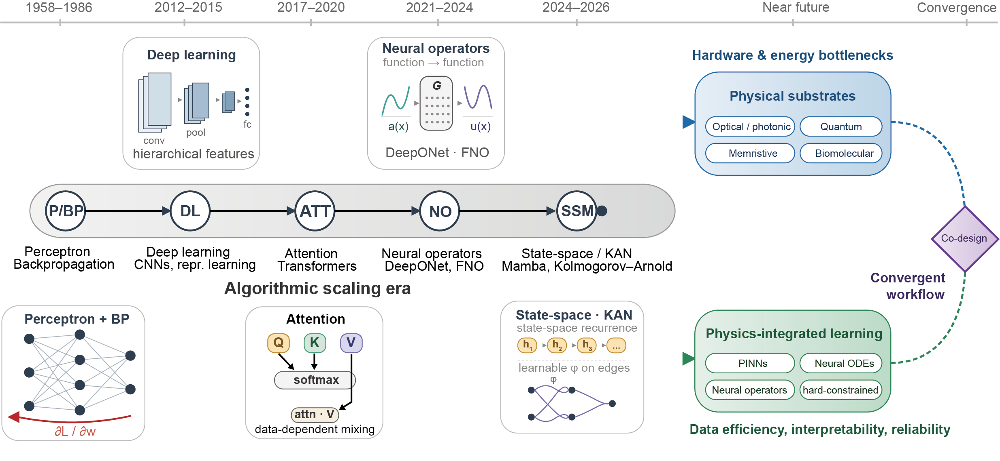 1958–1986
2012–2015
2017–2020
2021–2024
2024–2026
Near future
Convergence
Deep learning
conv
pool
fc
hierarchical features
Neural operators
function → function
G
a(x)
u(x)
DeepONet · FNO
Hardware & energy bottlenecks
Physical substrates
Optical / photonic
Quantum
Memristive
Biomolecular
P/BP
DL
ATT
NO
SSM
Perceptron
Backpropagation
Deep learning
CNNs, repr. learning
Attention
Transformers
Neural operators
DeepONet, FNO
State-space / KAN
Mamba, Kolmogorov–Arnold
Algorithmic scaling era
Co-design
Convergent
workflow
Perceptron + BP
∂L / ∂w
Attention
Q
K
V
softmax
attn · V
data-dependent mixing
State-space · KAN
state-space recurrence
h1
h2
h3
...
learnable φ on edges
φ
Physics-integrated learning
PINNs
Neural ODEs
Neural operators
hard-constrained
Data efficiency, interpretability, reliability